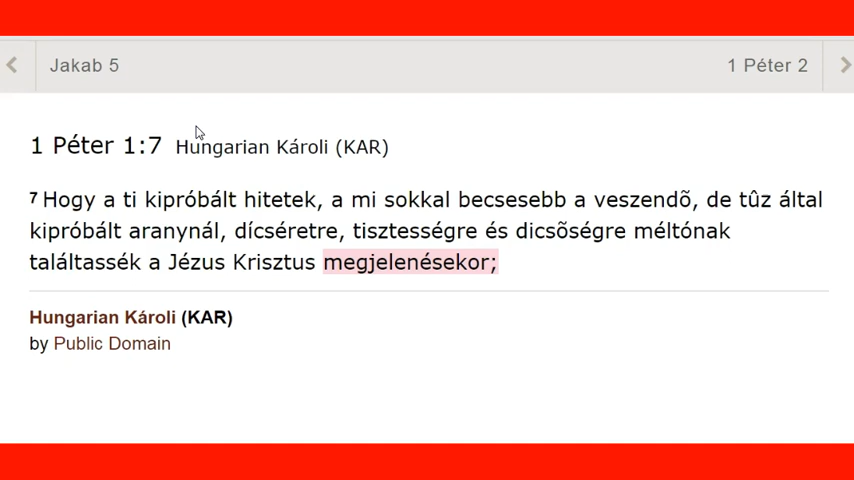 Jakab 5
1 Péter 2
1 Péter 1:7 Hungarian Károli (KAR)
7 Hogy a ti kipróbált hitetek, a mi sokkal becsesebb a veszendõ, de tûz által
kipróbált aranynál, dícséretre, tisztességre és dicsõségre méltónak
találtassék a Jézus Krisztus megjelenésekor;
Hungarian Károli (KAR)
by Public Domain